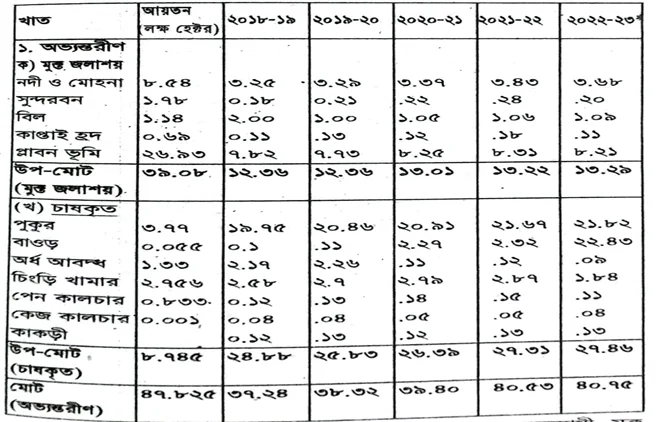 খাত আয়তন (লক্ষ হেক্টর) ২০১৮-১৯ ২০১৯-২০ ২০২০-২১ ২০২১-২২ ২০২২-২৩*
১. অভ্যন্তরীণ
ক) মুক্ত জলাশয়
নদী ও মোহনা ৮.৫৪ ৩.২৫ ৩.২৯ ৩.৩৭ ৩.৪৩ ৩.৬৮
সুন্দরবন ১.৭৮ ০.১৮ ০.২১ .২২ .২৪ .২০
বিল ১.১৪ ২.০০ ১.০০ ১.০৫ ১.০৬ ১.০৯
কাপ্তাই হ্রদ ০.৬৯ ০.১১ .১৩ .১২ .১৮ .১১
প্লাবন ভূমি ২৬.৯৩ ৭.৮২ ৭.৭৩ ৮.২৫ ৮.৩১ ৮.২১
উপ-মোট (মুক্ত জলাশয়) ৩৯.০৮ ১২.৩৬ ১২.৩৬ ১৩.০১ ১৩.২২ ১৩.২৯
(খ) চাষকৃত
পুকুর ৩.৭৭ ১৯.৭৫ ২০.৪৬ ২০.৯১ ২১.৬৭ ২১.৮২
বাওড় ০.০৫৫ ০.১ .১১ ২.২৭ ২.৩২ ২২.৪৩
অর্ধ আবদ্ধ ১.৩৩ ২.১৭ ২.২৬ .১১ .১২ .০৯
চিংড়ি খামার ২.৭৫৬ ২.৫৮ ২.৭ ২.৭৯ ২.৮৭ ১.৮৪
পেন কালচার ০.৮৩৩ ০.১২ .১৩ .১৪ .১৫ .১১
কেজ কালচার ০.০০১ ০.০৪ .০৪ .০৫ .০৫ .০৪
কাকড়ী ০.১২ .১৩ .১২ .১৩ .১৩
উপ-মোট (চাষকৃত) ৮.৭৪৫ ২৪.৮৮ ২৫.৮৩ ২৬.৩৯ ২৭.৩১ ২৭.৪৬
মোট (অভ্যন্তরীণ) ৪৭.৮২৫ ৩৭.২৪ ৩৮.৩২ ৩৯.৪০ ৪০.৫৩ ৪০.৭৫